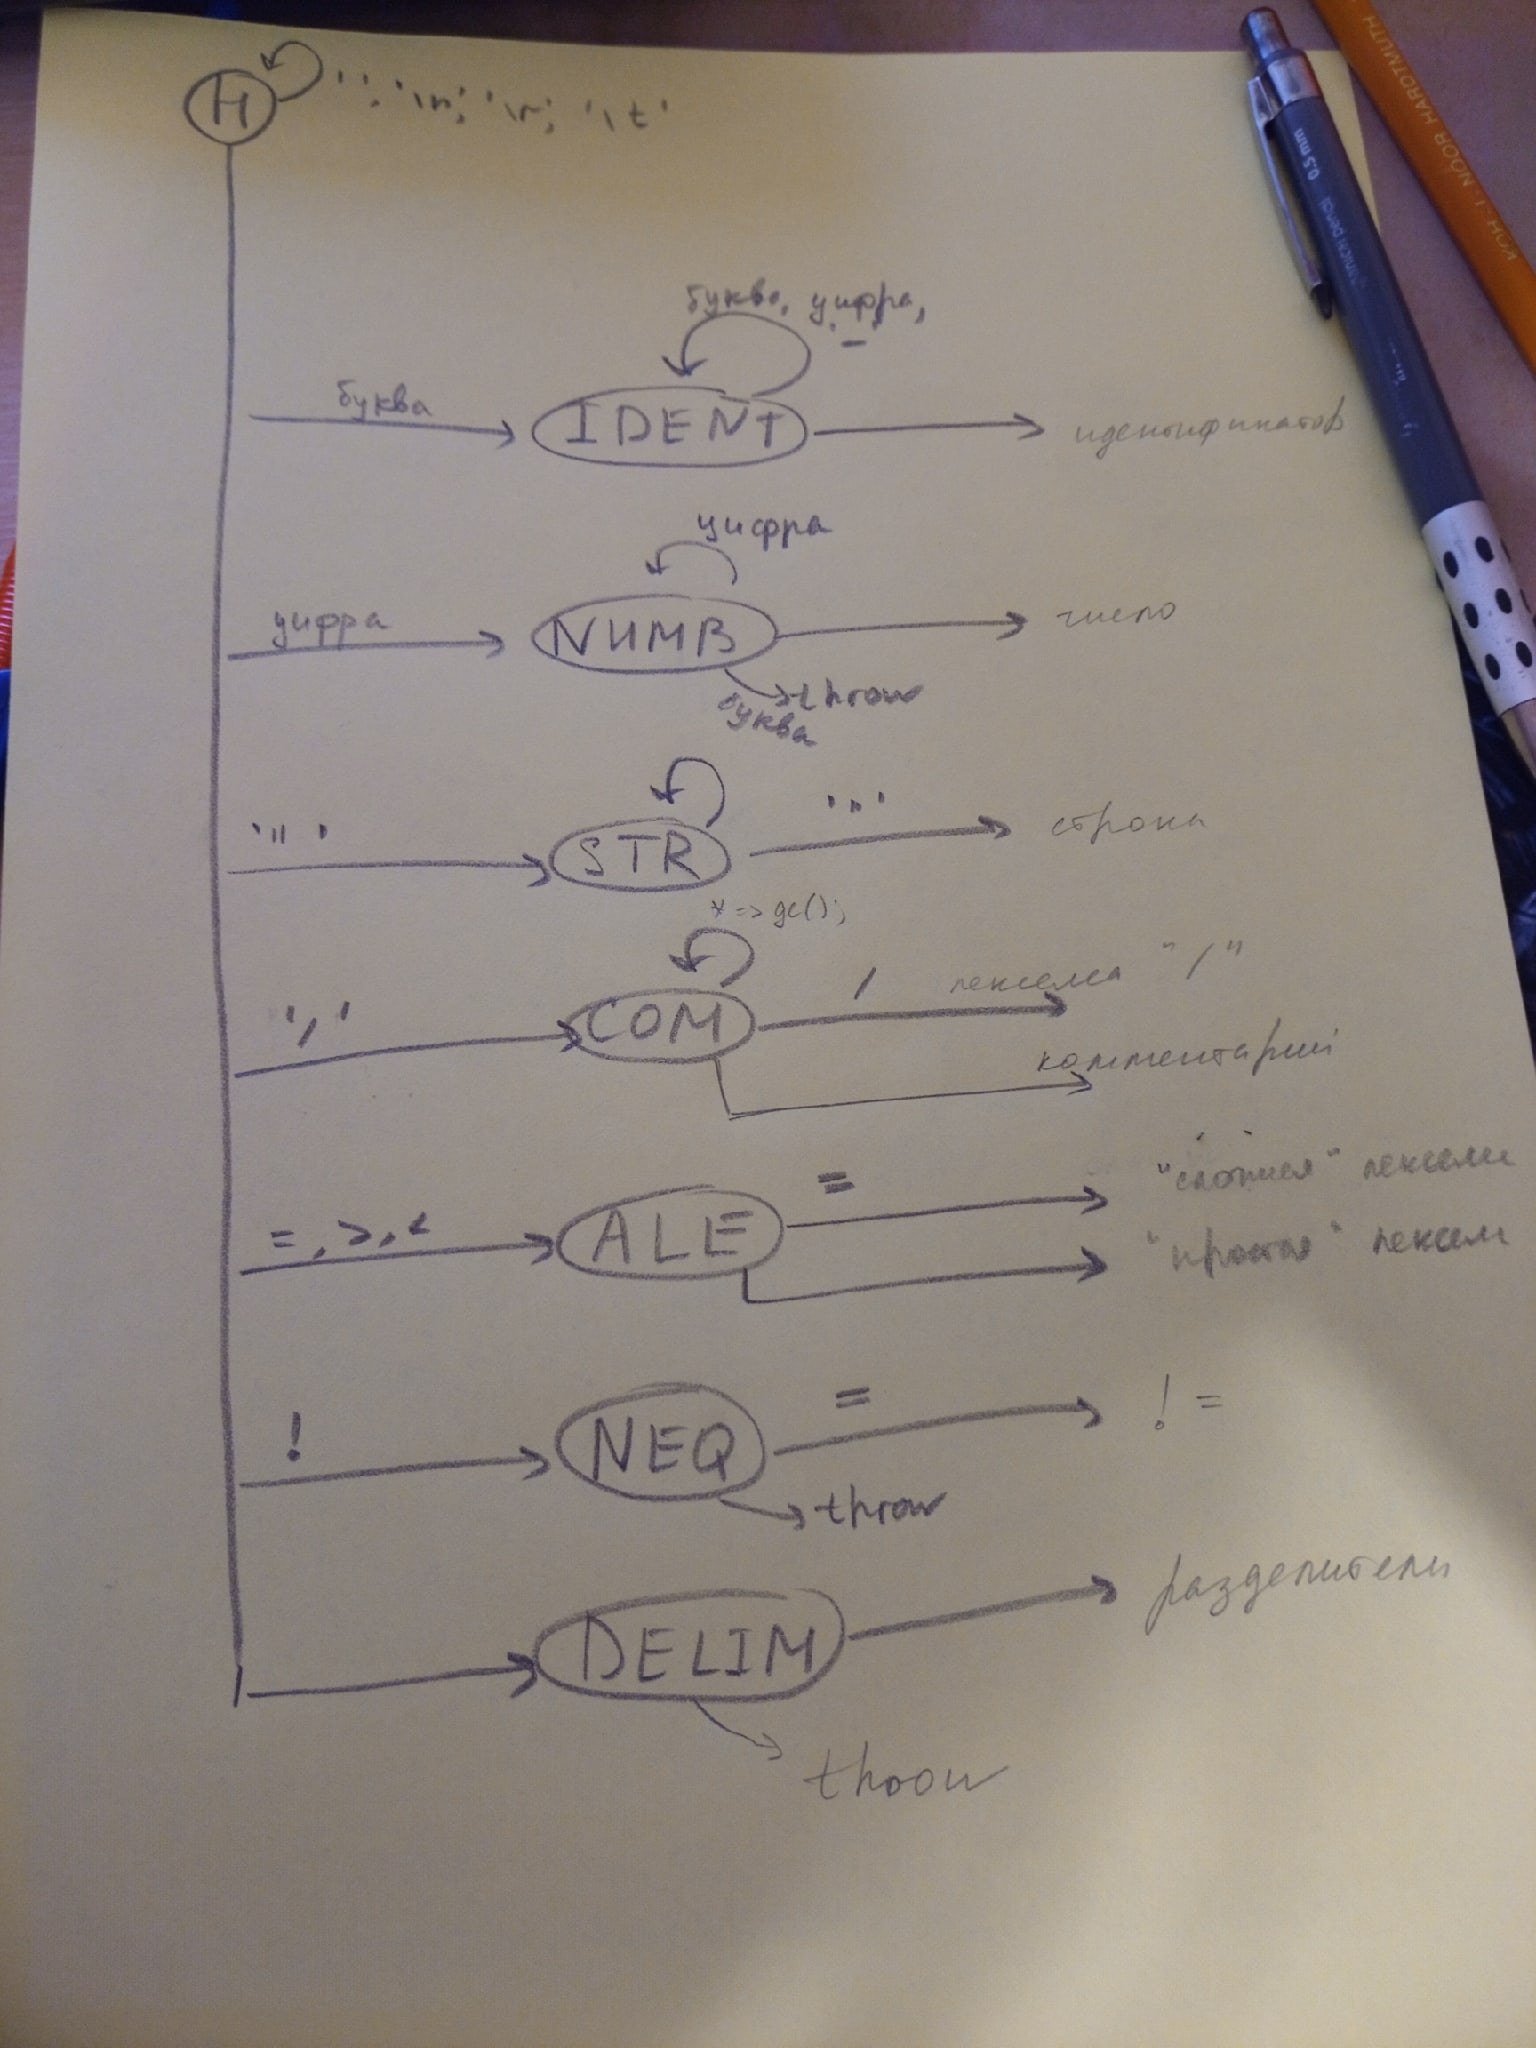 H ' '; '\n'; '\r'; '\t'
0.5 mm
KOH-I-NOOR HARDTMUTH
буква, цифра,
_
буква IDENT идентификатор
цифра
цифра NUMB число
throw
буква
'"' STR '"' строка
* => gc();
'/' COM / лексема "/"
комментарий
=, >, < ALE = "сложная" лексема
"простая" лексема
! NEQ = ! =
throw
DELIM разделители
throw